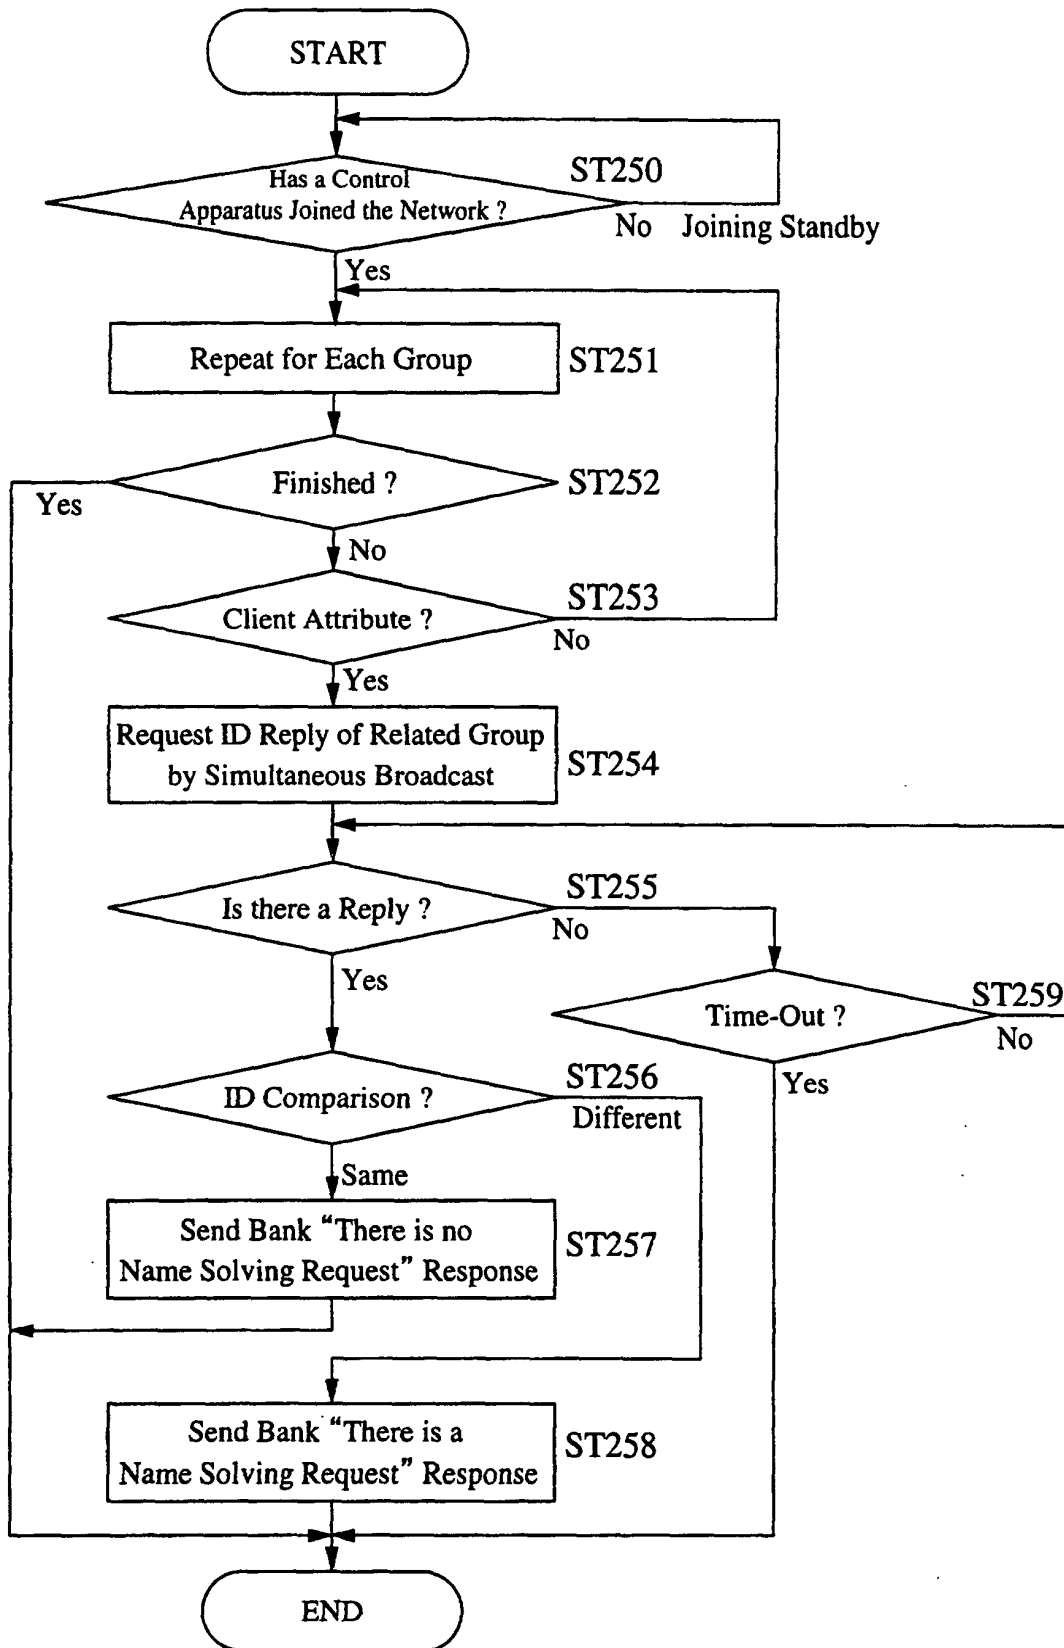 START
ST250
Has a Control
Apparatus Joined the Network ?
No Joining Standby
Yes
Repeat for Each Group
ST251
Finished ?
ST252
Yes
No
ST253
Client Attribute ?
No
Yes
Request ID Reply of Related Group
by Simultaneous Broadcast
ST254
ST255
Is there a Reply ?
No
Yes
ST259
Time-Out ?
No
ST256
ID Comparison ?
Yes
Different
Same
Send Bank “There is no
Name Solving Request” Response
ST257
Send Bank “There is a
Name Solving Request” Response
ST258
END